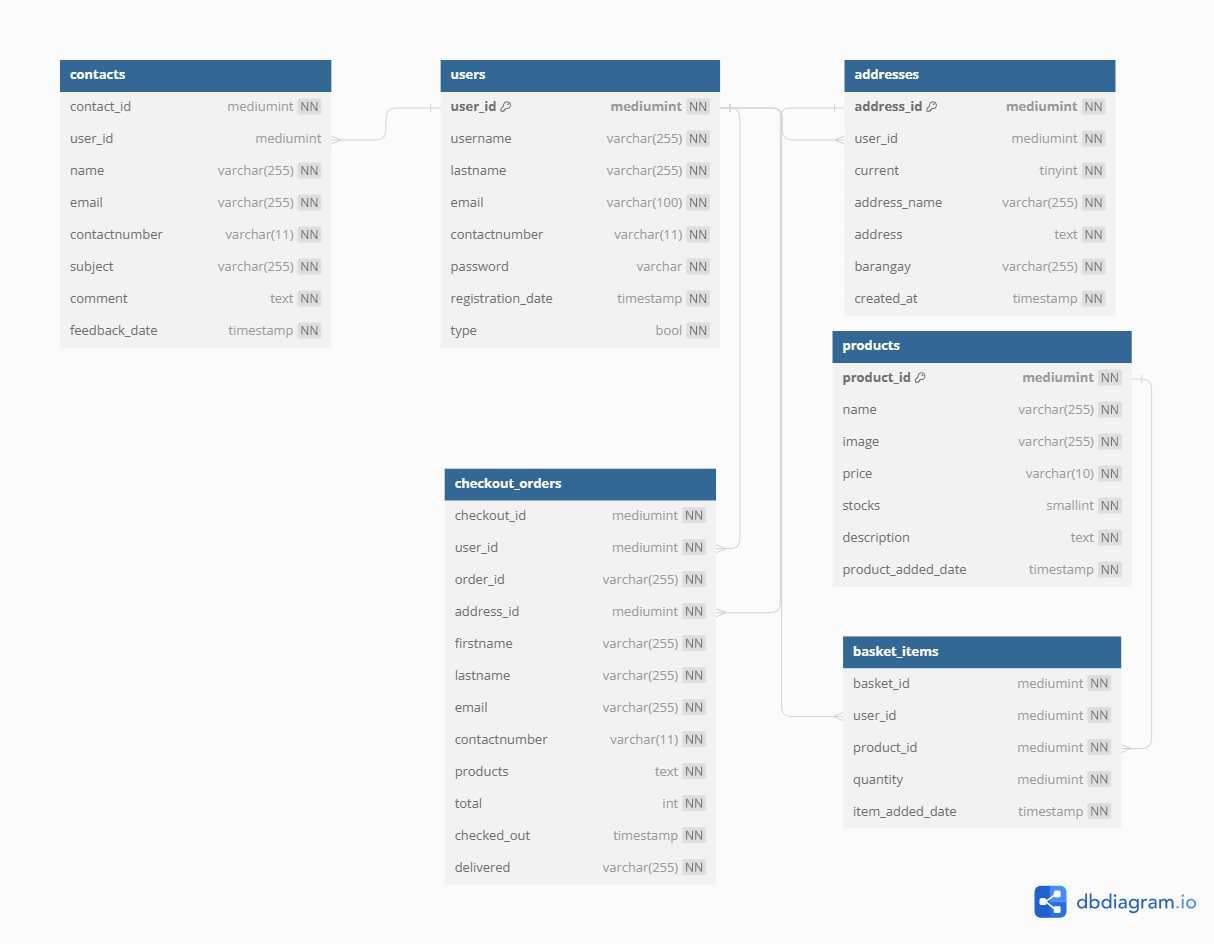 contacts
contact_id mediumint NN
user_id mediumint
name varchar(255) NN
email varchar(255) NN
contactnumber varchar(11) NN
subject varchar(255) NN
comment text NN
feedback_date timestamp NN
users
user_id mediumint NN
username varchar(255) NN
lastname varchar(255) NN
email varchar(100) NN
contactnumber varchar(11) NN
password varchar NN
registration_date timestamp NN
type bool NN
addresses
address_id mediumint NN
user_id mediumint NN
current tinyint NN
address_name varchar(255) NN
address text NN
barangay varchar(255) NN
created_at timestamp NN
products
product_id mediumint NN
name varchar(255) NN
image varchar(255) NN
price varchar(10) NN
stocks smallint NN
description text NN
product_added_date timestamp NN
checkout_orders
checkout_id mediumint NN
user_id mediumint NN
order_id varchar(255) NN
address_id mediumint NN
firstname varchar(255) NN
lastname varchar(255) NN
email varchar(255) NN
contactnumber varchar(11) NN
products text NN
total int NN
checked_out timestamp NN
delivered varchar(255) NN
basket_items
basket_id mediumint NN
user_id mediumint NN
product_id mediumint NN
quantity mediumint NN
item_added_date timestamp NN
dbdiagram.io